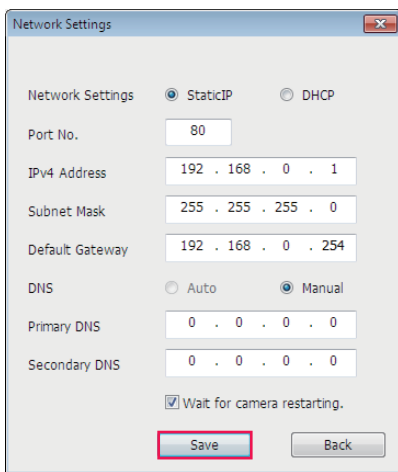 Network Settings
Network Settings StaticIP DHCP
Port No. 80
IPv4 Address 192 . 168 . 0 . 1
Subnet Mask 255 . 255 . 255 . 0
Default Gateway 192 . 168 . 0 . 254
DNS Auto Manual
Primary DNS 0 . 0 . 0 . 0
Secondary DNS 0 . 0 . 0 . 0
Wait for camera restarting.
Save Back